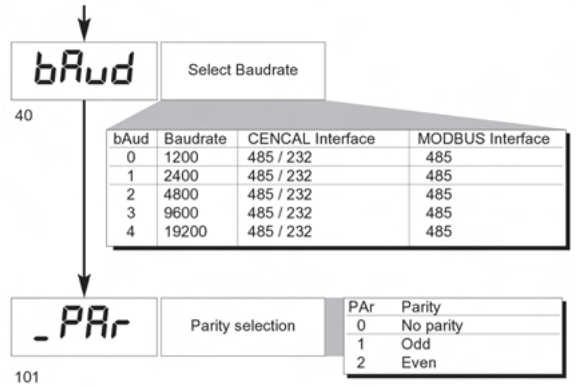 bAud Select Baudrate
40
bAud Baudrate CENCAL Interface MODBUS Interface
0 1200 485 / 232 485
1 2400 485 / 232 485
2 4800 485 / 232 485
3 9600 485 / 232 485
4 19200 485 / 232 485
_PAr Parity selection
PAr Parity
0 No parity
1 Odd
2 Even
101